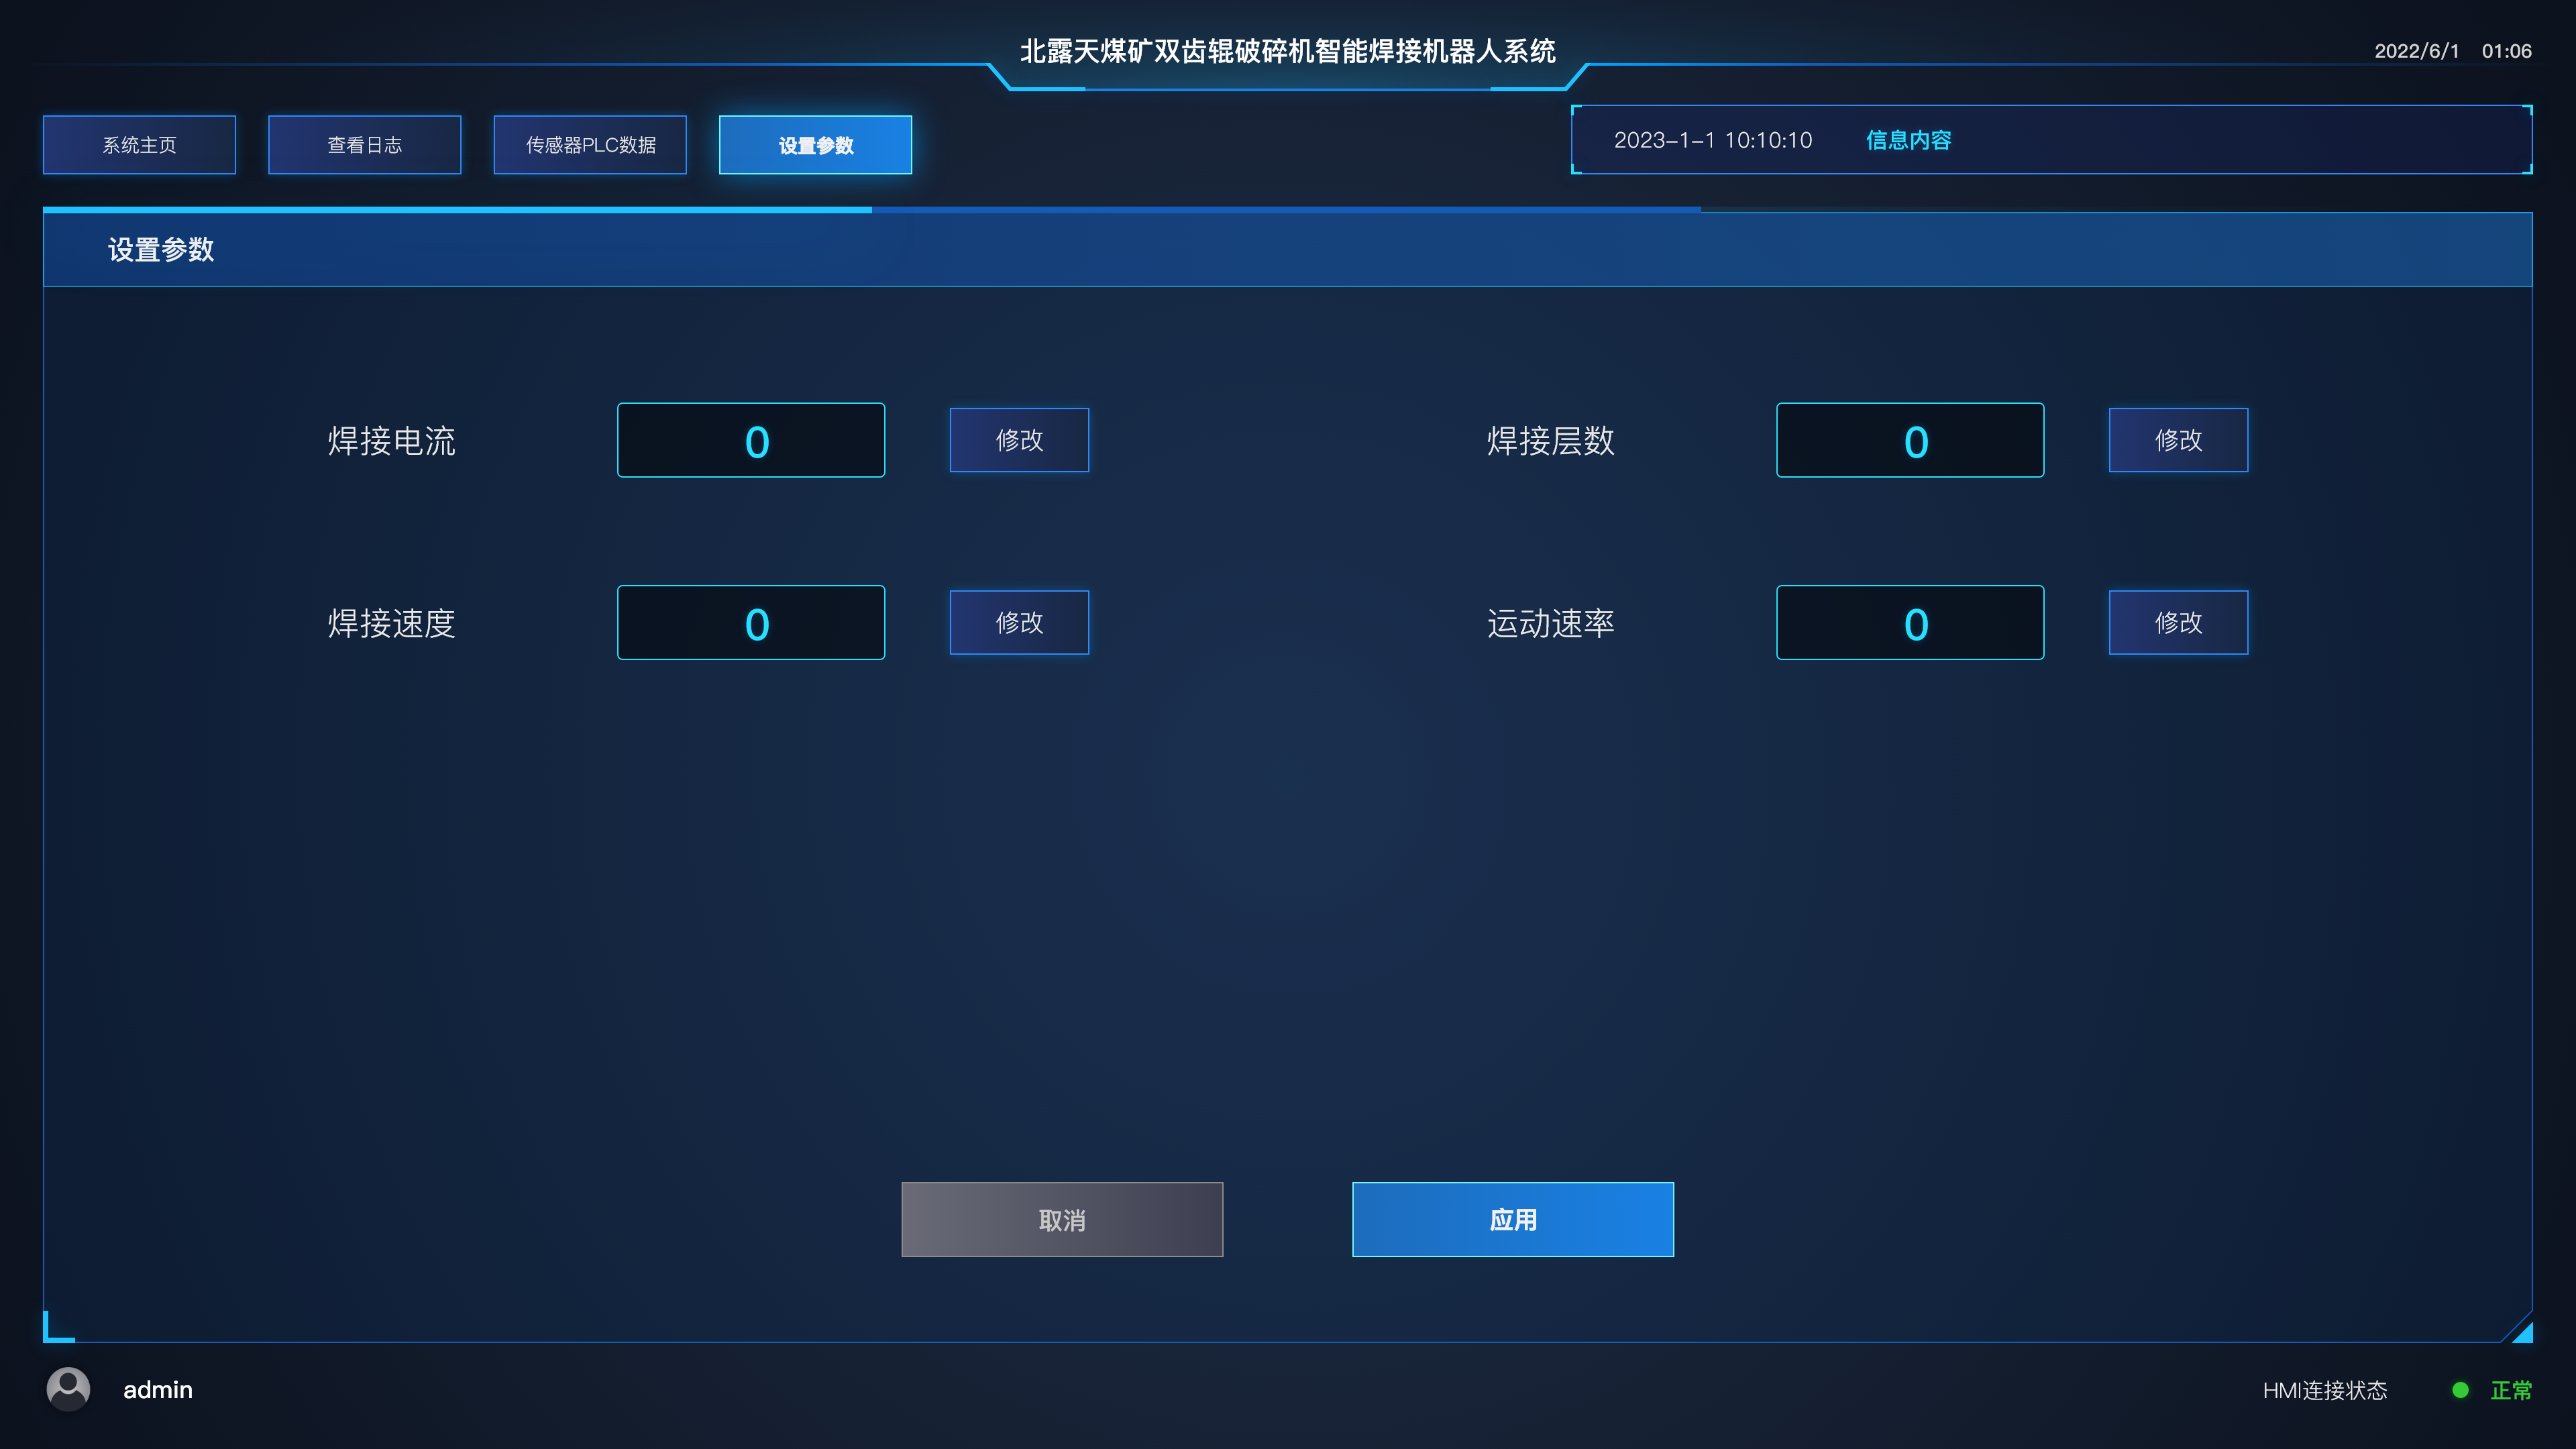 北露天煤矿双齿辊破碎机智能焊接机器人系统
2022/6/1 01:06
系统主页
查看日志
传感器PLC数据
设置参数
2023-1-1 10:10:10 信息内容
设置参数
焊接电流 0 修改
焊接层数 0 修改
焊接速度 0 修改
运动速率 0 修改
取消
应用
admin
HMI连接状态 正常